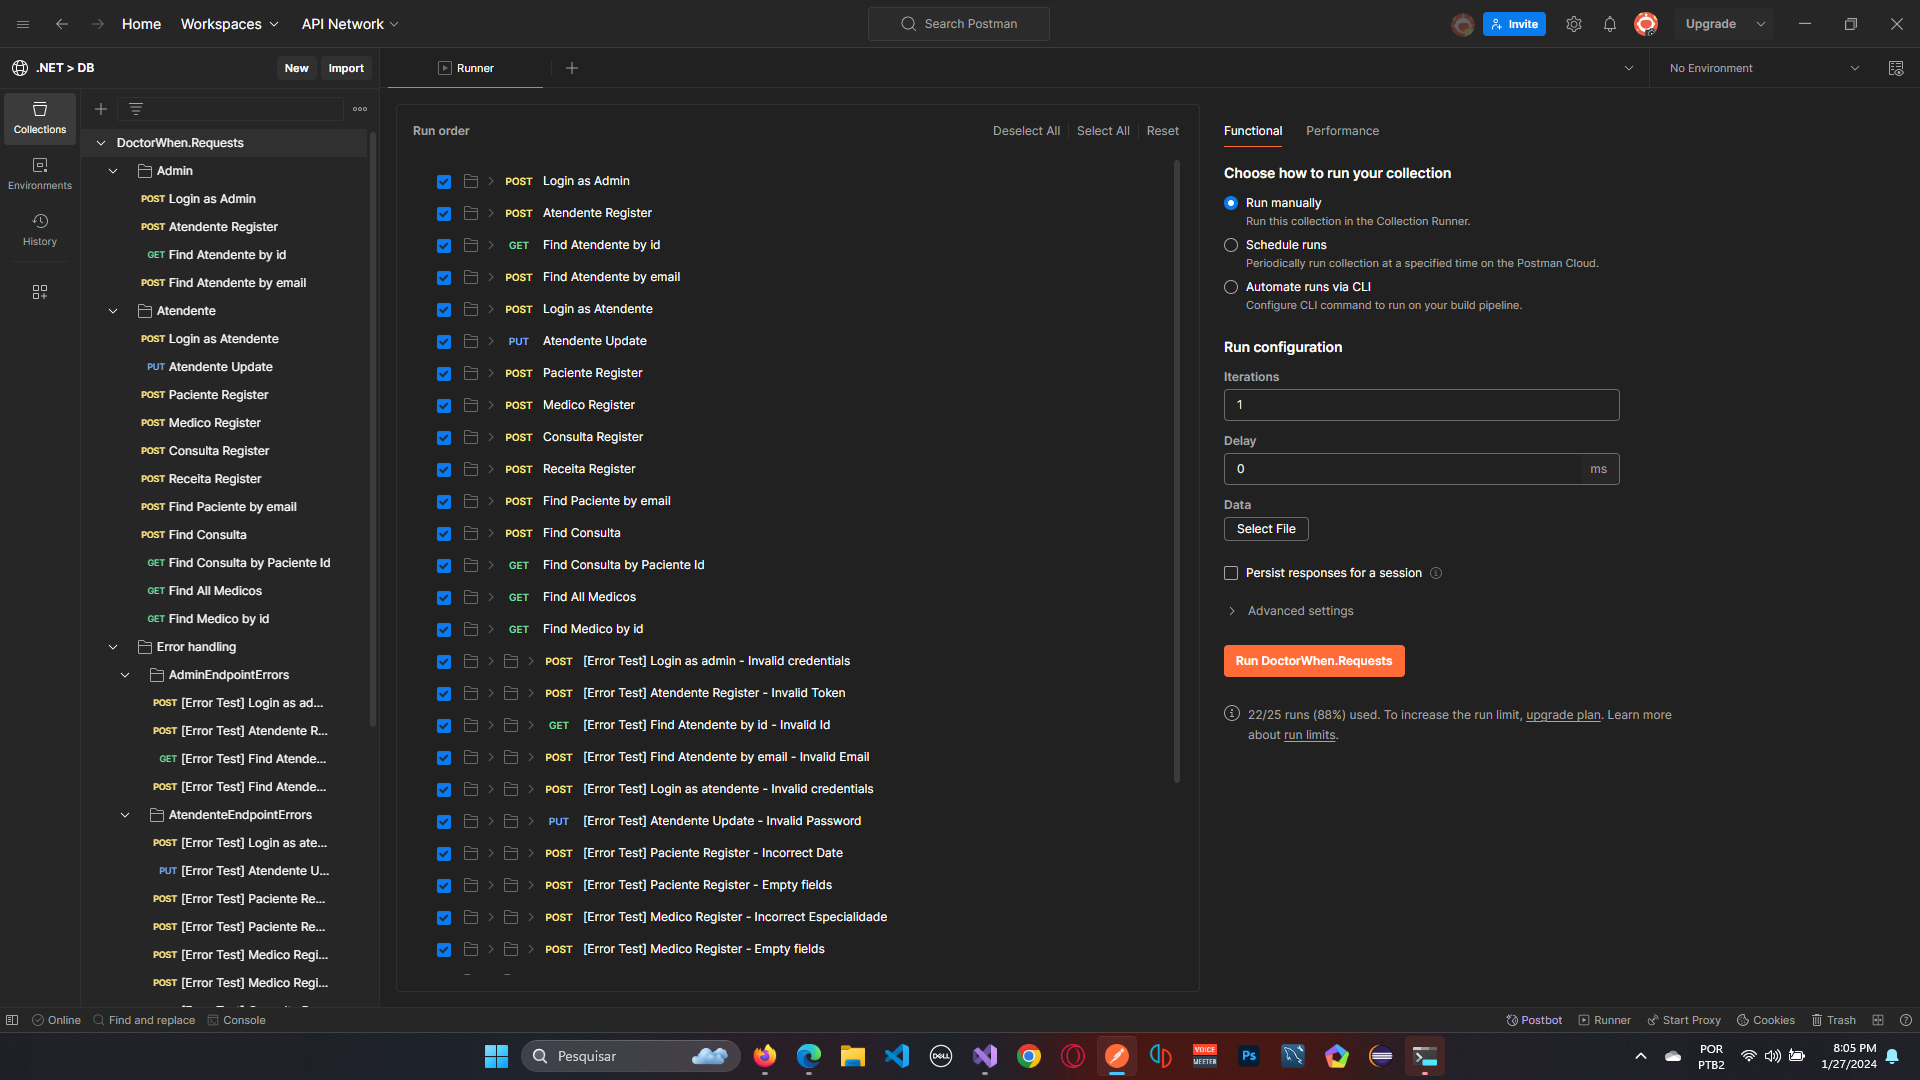 Home
Workspaces
API Network
Search Postman
Invite
Upgrade
.NET > DB
New
Import
Runner
No Environment
Collections
Environments
History
DoctorWhen.Requests
Admin
POST Login as Admin
POST Atendente Register
GET Find Atendente by id
POST Find Atendente by email
Atendente
POST Login as Atendente
PUT Atendente Update
POST Paciente Register
POST Medico Register
POST Consulta Register
POST Receita Register
POST Find Paciente by email
POST Find Consulta
GET Find Consulta by Paciente Id
GET Find All Medicos
GET Find Medico by id
Error handling
AdminEndpointErrors
POST [Error Test] Login as ad...
POST [Error Test] Atendente R...
GET [Error Test] Find Atende...
POST [Error Test] Find Atende...
AtendenteEndpointErrors
POST [Error Test] Login as ate...
PUT [Error Test] Atendente U...
POST [Error Test] Paciente Re...
POST [Error Test] Paciente Re...
POST [Error Test] Medico Regi...
POST [Error Test] Medico Regi...
Run order
Deselect All
Select All
Reset
POST Login as Admin
POST Atendente Register
GET Find Atendente by id
POST Find Atendente by email
POST Login as Atendente
PUT Atendente Update
POST Paciente Register
POST Medico Register
POST Consulta Register
POST Receita Register
POST Find Paciente by email
POST Find Consulta
GET Find Consulta by Paciente Id
GET Find All Medicos
GET Find Medico by id
POST [Error Test] Login as admin - Invalid credentials
POST [Error Test] Atendente Register - Invalid Token
GET [Error Test] Find Atendente by id - Invalid Id
POST [Error Test] Find Atendente by email - Invalid Email
POST [Error Test] Login as atendente - Invalid credentials
PUT [Error Test] Atendente Update - Invalid Password
POST [Error Test] Paciente Register - Incorrect Date
POST [Error Test] Paciente Register - Empty fields
POST [Error Test] Medico Register - Incorrect Especialidade
POST [Error Test] Medico Register - Empty fields
Functional
Performance
Choose how to run your collection
Run manually
Run this collection in the Collection Runner.
Schedule runs
Periodically run collection at a specified time on the Postman Cloud.
Automate runs via CLI
Configure CLI command to run on your build pipeline.
Run configuration
Iterations
1
Delay
0 ms
Data
Select File
Persist responses for a session
Advanced settings
Run DoctorWhen.Requests
22/25 runs (88%) used. To increase the run limit, upgrade plan. Learn more
about run limits.
Online
Find and replace
Console
Postbot
Runner
Start Proxy
Cookies
Trash
Pesquisar
DELL
VOICE
MEETER
Ps
POR
PTB2
8:05 PM
1/27/2024